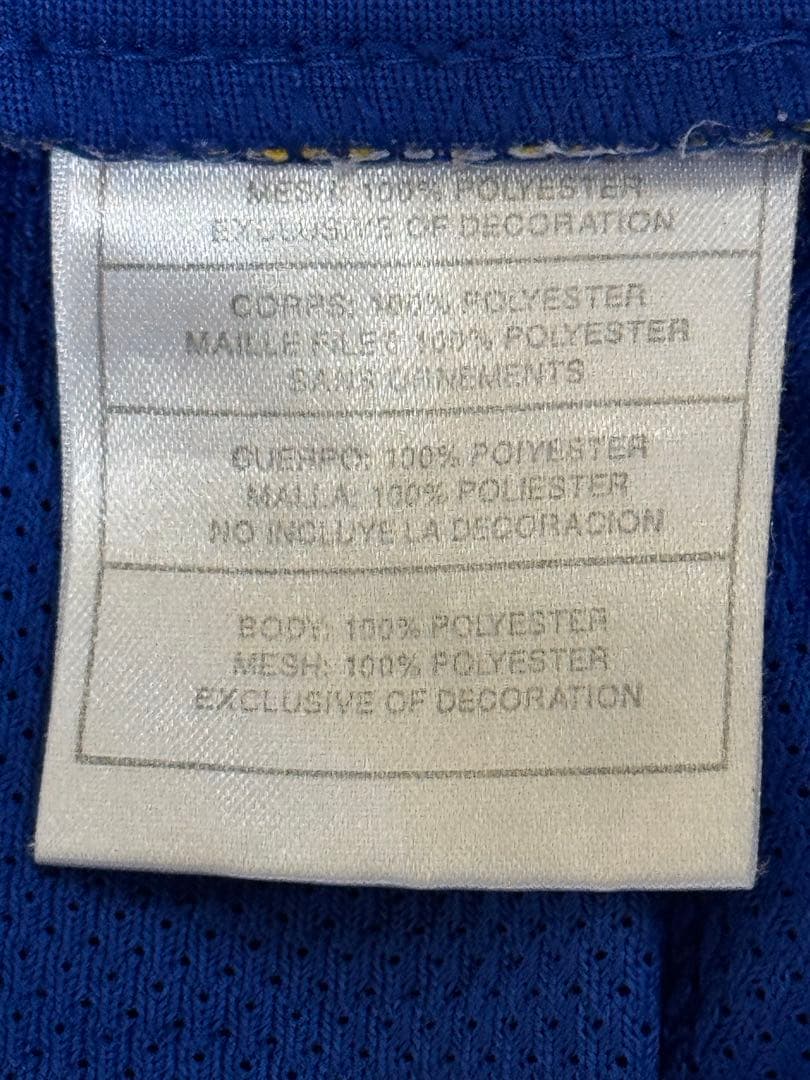 MESH: 100% POLYESTER
EXCLUSIVE OF DECORATION
CORPS: 100% POLYESTER
MAILLE FILET: 100% POLYESTER
SANS ORNEMENTS
CUERPO: 100% POLYESTER
MALLA: 100% POLIESTER
NO INCLUYE LA DECORACION
BODY: 100% POLYESTER
MESH: 100% POLYESTER
EXCLUSIVE OF DECORATION